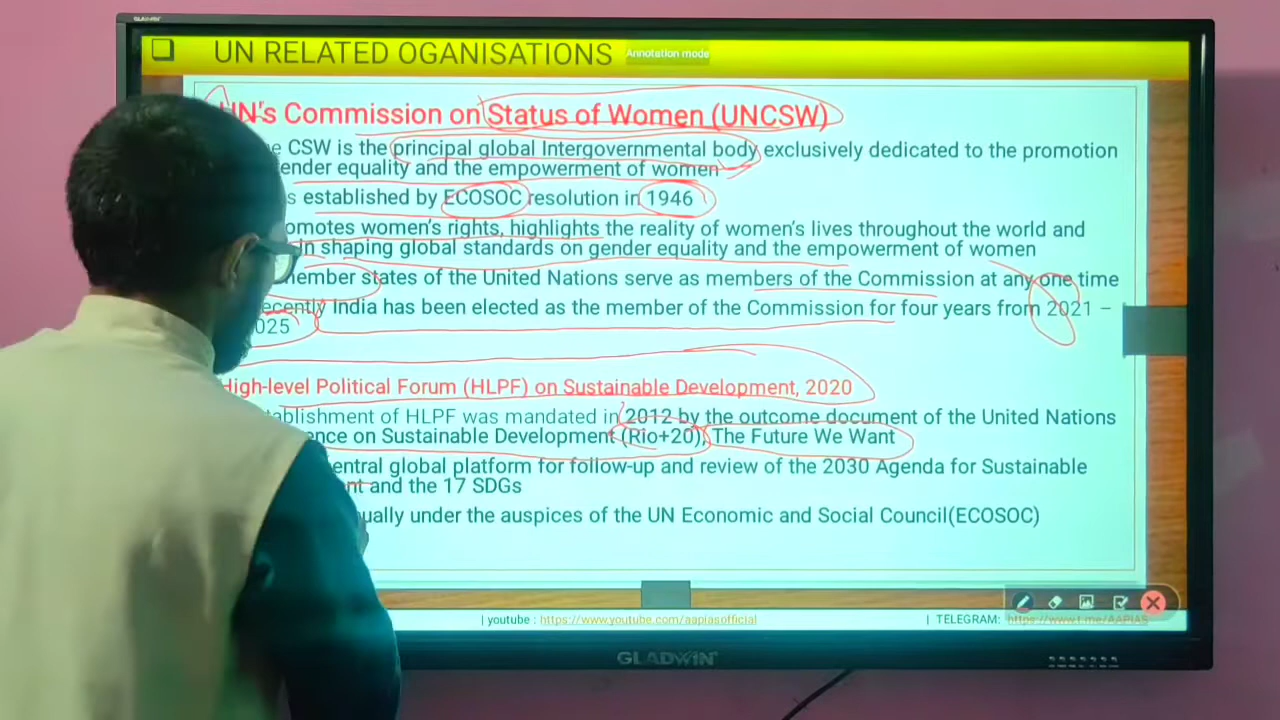 UN RELATED OGANISATIONS
Annotation mode
UN's Commission on Status of Women (UNCSW)
CSW is the principal global Intergovernmental body exclusively dedicated to the promotion
ender equality and the empowerment of women
s established by ECOSOC resolution in 1946
omotes women's rights, highlights the reality of women's lives throughout the world and
in shaping global standards on gender equality and the empowerment of women
member states of the United Nations serve as members of the Commission at any one time
ecently India has been elected as the member of the Commission for four years from 2021 –
025
High-level Political Forum (HLPF) on Sustainable Development, 2020
tablishment of HLPF was mandated in 2012 by the outcome document of the United Nations
ence on Sustainable Development (Rio+20), The Future We Want
entral global platform for follow-up and review of the 2030 Agenda for Sustainable
nt and the 17 SDGs
ually under the auspices of the UN Economic and Social Council(ECOSOC)
| youtube : https://www.youtube.com/aapiasofficial | TELEGRAM: https://www.t.me/AAPIAS
GLADWIN